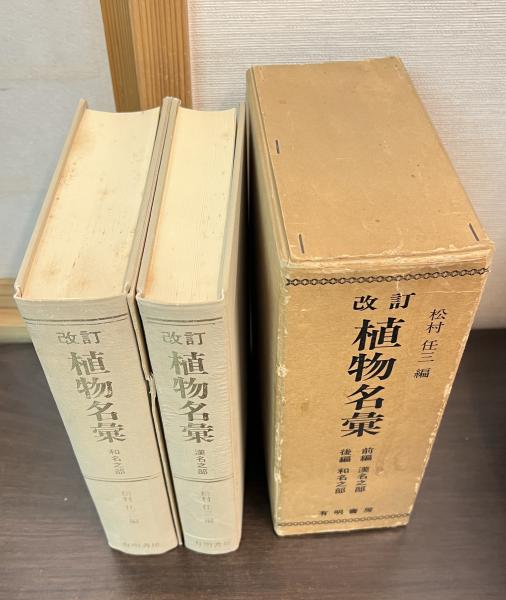 改訂
植物名彙
和名之部
松村任三編
有明書房
改訂
植物名彙
漢名之部
松村任三編
有明書房
改訂
植物名彙
松村任三編
前編 漢名之部
後編 和名之部
有明書房